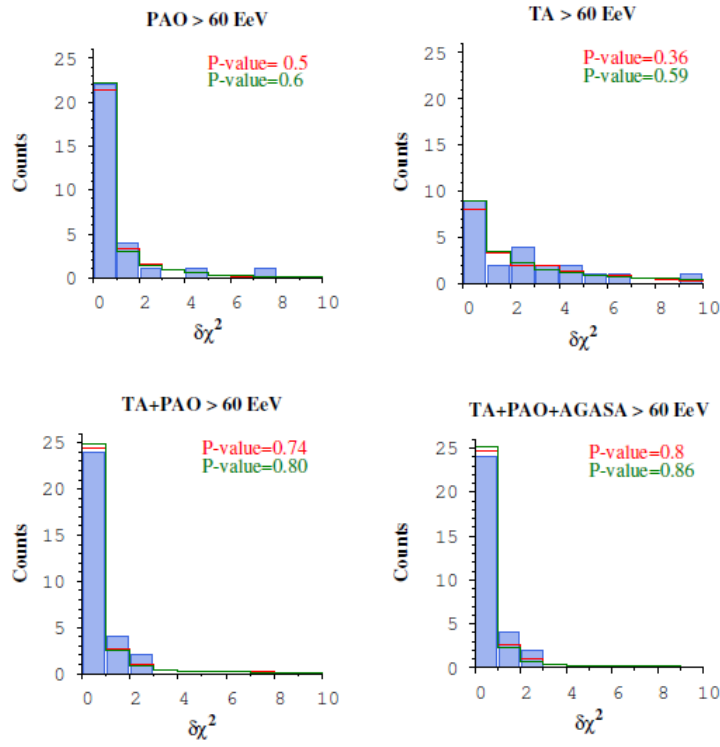 PAO > 60 EeV
P-value= 0.5
P-value=0.6
25
20
15
10
5
0
Counts
0 2 4 6 8 10
δχ²
TA > 60 EeV
P-value=0.36
P-value=0.59
25
20
15
10
5
0
Counts
0 2 4 6 8 10
δχ²
TA+PAO > 60 EeV
P-value=0.74
P-value=0.80
25
20
15
10
5
0
Counts
0 2 4 6 8 10
δχ²
TA+PAO+AGASA > 60 EeV
P-value=0.8
P-value=0.86
25
20
15
10
5
0
Counts
0 2 4 6 8 10
δχ²